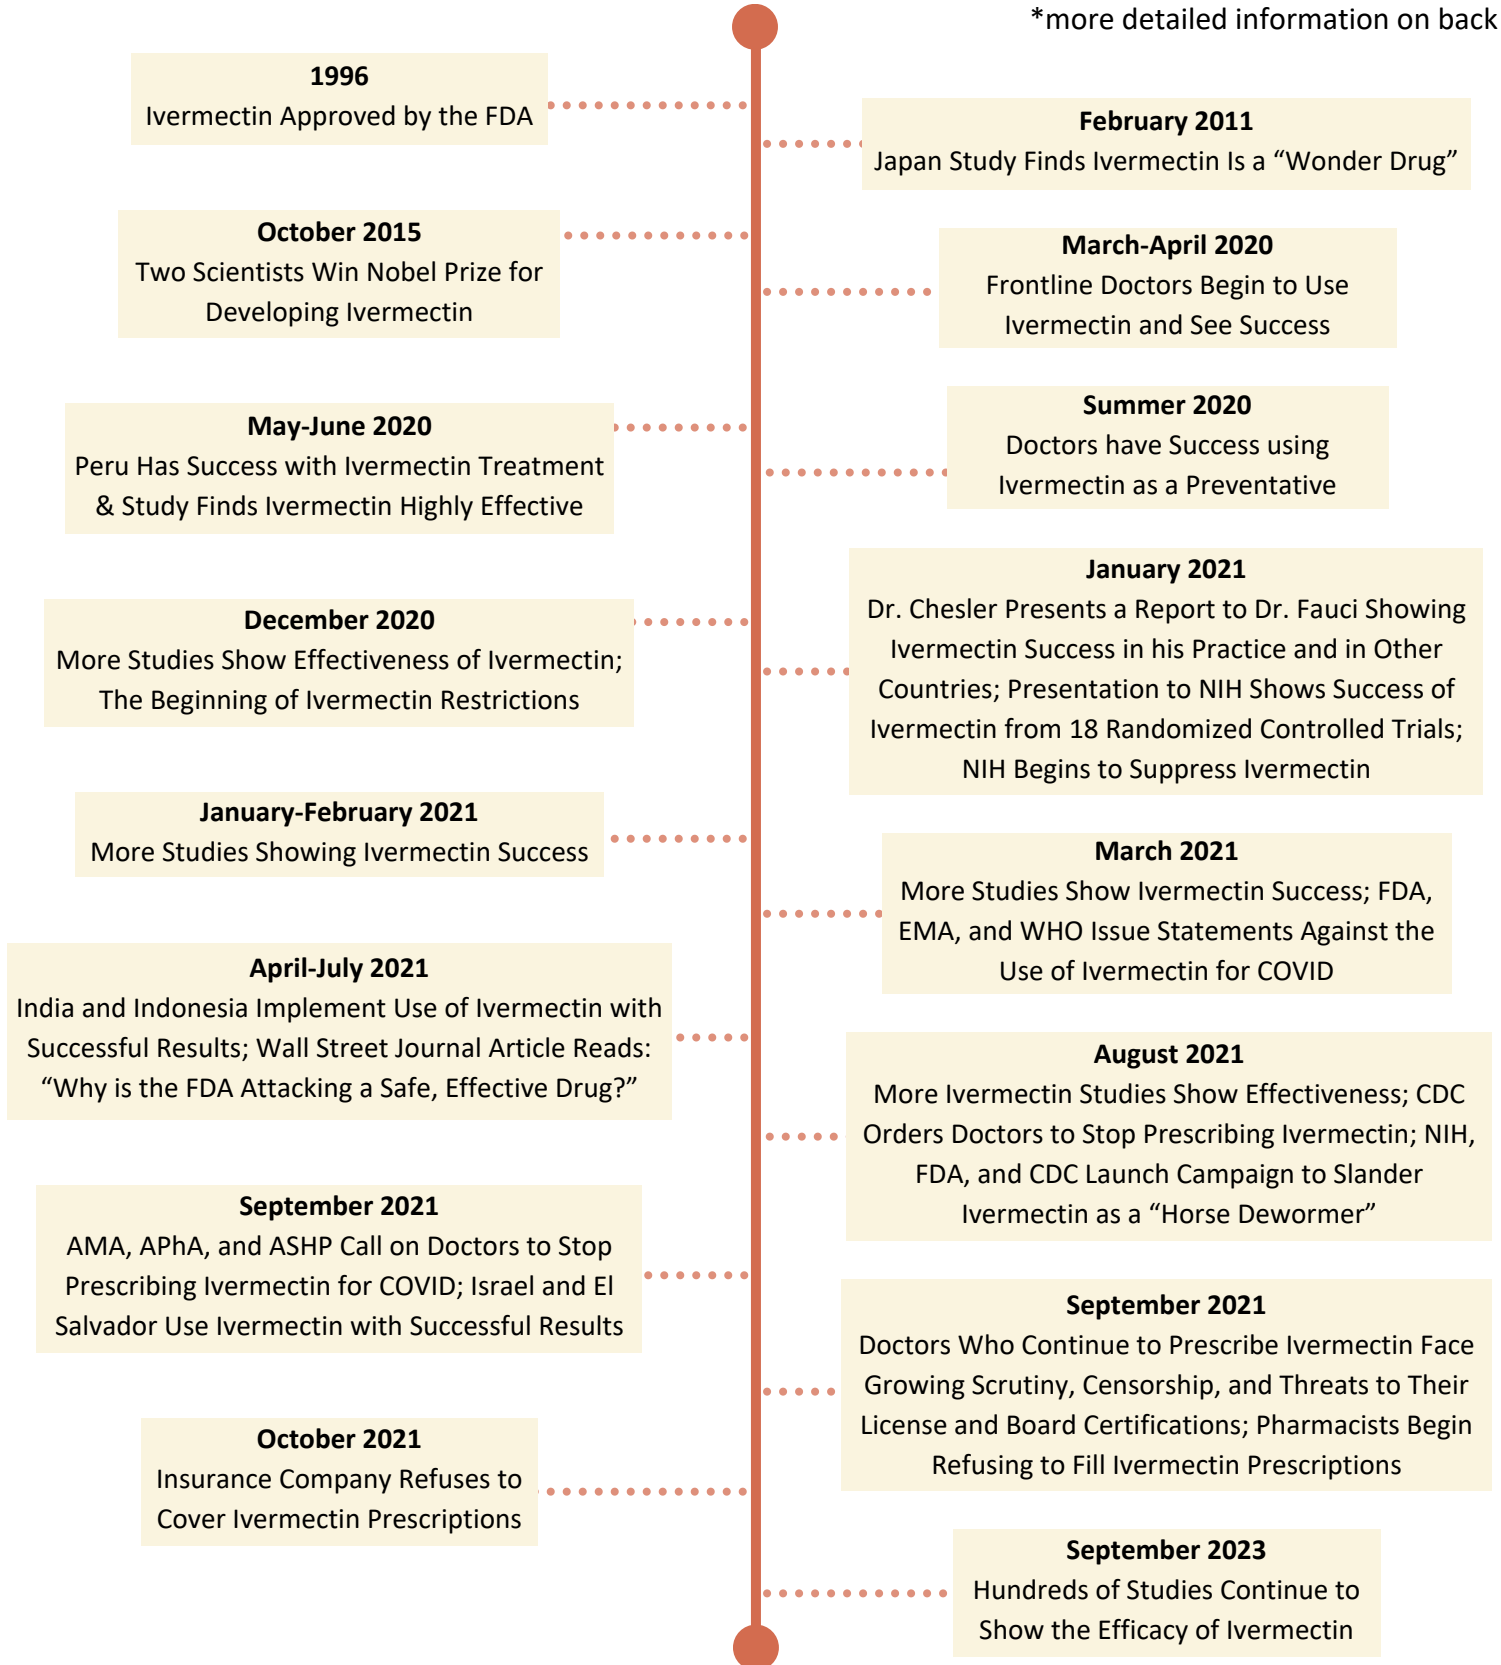 *more detailed information on back
1996
Ivermectin Approved by the FDA
February 2011
Japan Study Finds Ivermectin Is a “Wonder Drug”
October 2015
Two Scientists Win Nobel Prize for
Developing Ivermectin
March-April 2020
Frontline Doctors Begin to Use
Ivermectin and See Success
May-June 2020
Peru Has Success with Ivermectin Treatment
& Study Finds Ivermectin Highly Effective
Summer 2020
Doctors have Success using
Ivermectin as a Preventative
December 2020
More Studies Show Effectiveness of Ivermectin;
The Beginning of Ivermectin Restrictions
January 2021
Dr. Chesler Presents a Report to Dr. Fauci Showing
Ivermectin Success in his Practice and in Other
Countries; Presentation to NIH Shows Success of
Ivermectin from 18 Randomized Controlled Trials;
NIH Begins to Suppress Ivermectin
January-February 2021
More Studies Showing Ivermectin Success
March 2021
More Studies Show Ivermectin Success; FDA,
EMA, and WHO Issue Statements Against the
Use of Ivermectin for COVID
April-July 2021
India and Indonesia Implement Use of Ivermectin with
Successful Results; Wall Street Journal Article Reads:
“Why is the FDA Attacking a Safe, Effective Drug?”
August 2021
More Ivermectin Studies Show Effectiveness; CDC
Orders Doctors to Stop Prescribing Ivermectin; NIH,
FDA, and CDC Launch Campaign to Slander
Ivermectin as a “Horse Dewormer”
September 2021
AMA, APhA, and ASHP Call on Doctors to Stop
Prescribing Ivermectin for COVID; Israel and El
Salvador Use Ivermectin with Successful Results
September 2021
Doctors Who Continue to Prescribe Ivermectin Face
Growing Scrutiny, Censorship, and Threats to Their
License and Board Certifications; Pharmacists Begin
Refusing to Fill Ivermectin Prescriptions
October 2021
Insurance Company Refuses to
Cover Ivermectin Prescriptions
September 2023
Hundreds of Studies Continue to
Show the Efficacy of Ivermectin